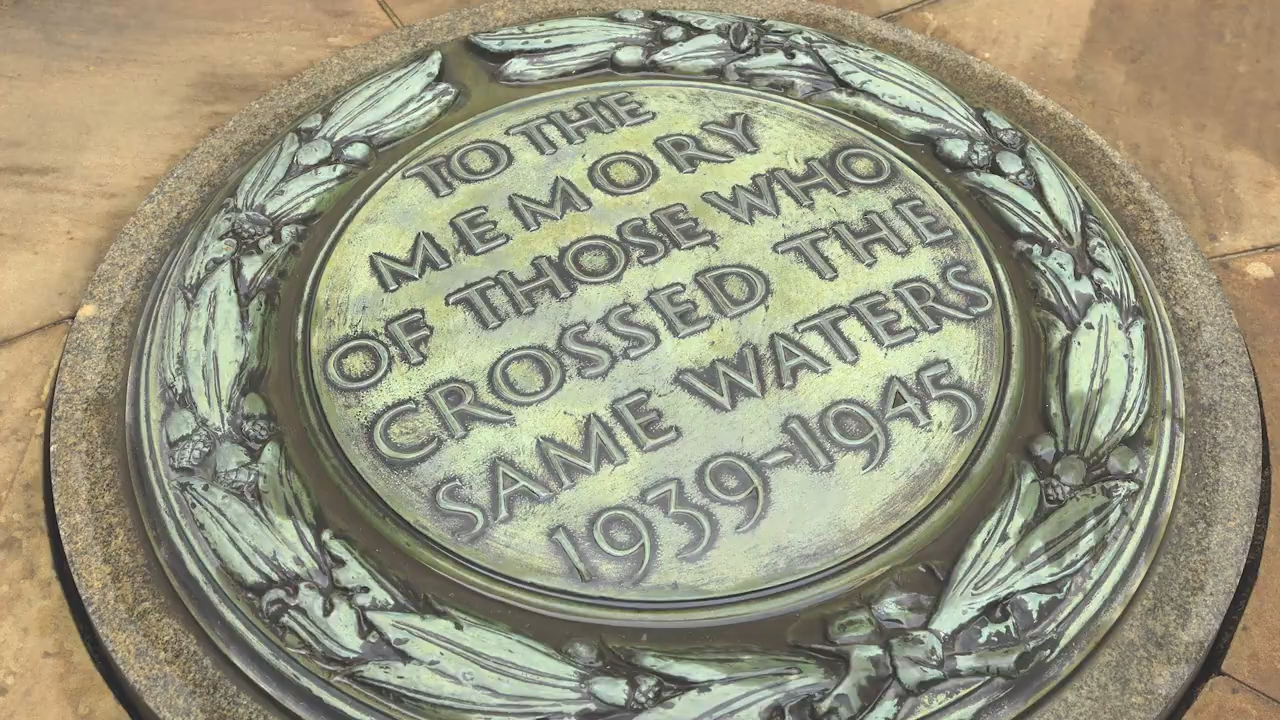 TO THE
MEMORY
OF THOSE WHO
CROSSED THE
SAME WATERS
1939-1945